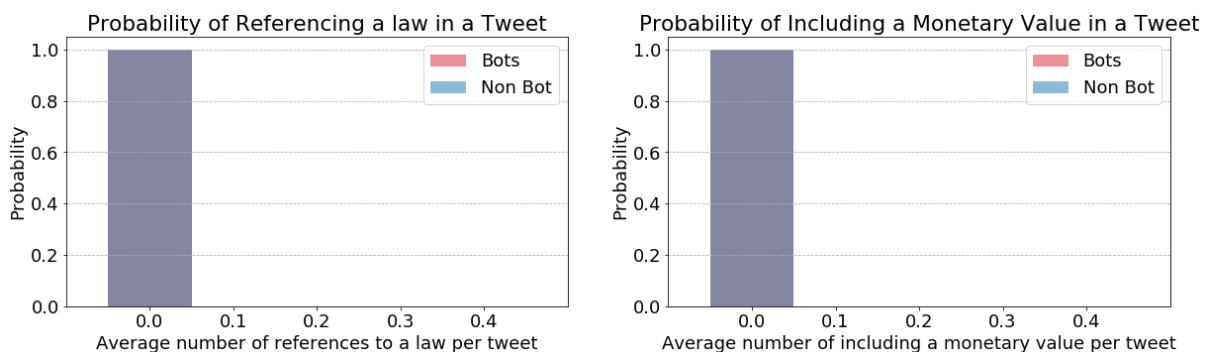 Probability of Referencing a law in a Tweet
1.0
0.8
0.6
0.4
0.2
0.0
Probability
Bots
Non Bot
0.0 0.1 0.2 0.3 0.4
Average number of references to a law per tweet
Probability of Including a Monetary Value in a Tweet
1.0
0.8
0.6
0.4
0.2
0.0
Probability
Bots
Non Bot
0.0 0.1 0.2 0.3 0.4
Average number of including a monetary value per tweet